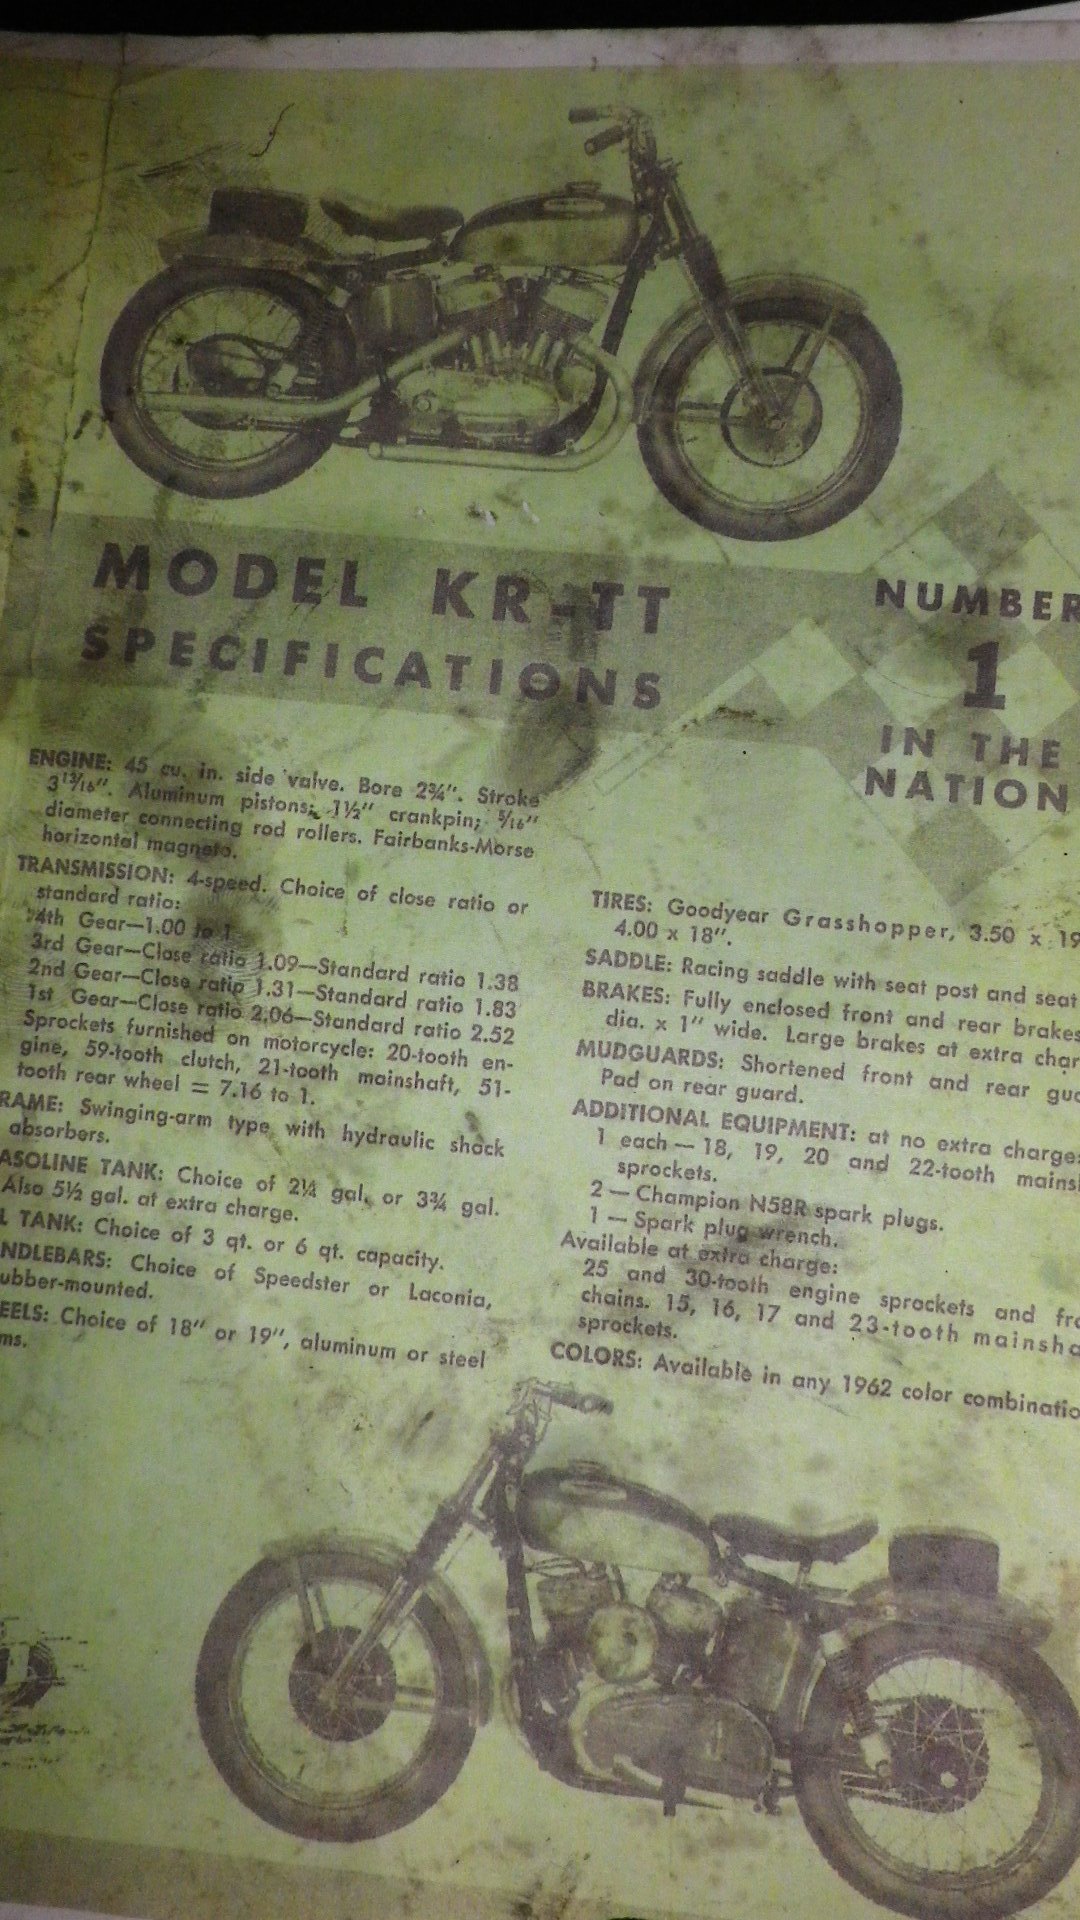 MODEL KR-TT
SPECIFICATIONS
NUMBER
1
IN THE
NATION
ENGINE: 45 cu. in. side valve. Bore 2¾". Stroke
3¹³⁄₁₆". Aluminum pistons; 1½" crankpin; ⁵⁄₁₆"
diameter connecting rod rollers. Fairbanks-Morse
horizontal magneto.
TRANSMISSION: 4-speed. Choice of close ratio or
standard ratio:
4th Gear—1.00 to 1
3rd Gear—Close ratio 1.09—Standard ratio 1.38
2nd Gear—Close ratio 1.31—Standard ratio 1.83
1st Gear—Close ratio 2.06—Standard ratio 2.52
Sprockets furnished on motorcycle: 20-tooth en-
gine, 59-tooth clutch, 21-tooth mainshaft, 51-
tooth rear wheel = 7.16 to 1.
RAME: Swinging-arm type with hydraulic shock
absorbers.
ASOLINE TANK: Choice of 2¼ gal. or 3¾ gal.
Also 5½ gal. at extra charge.
L TANK: Choice of 3 qt. or 6 qt. capacity.
NDLEBARS: Choice of Speedster or Laconia,
ubber-mounted.
EELS: Choice of 18" or 19", aluminum or steel
ms.
TIRES: Goodyear Grasshopper, 3.50 x 19
4.00 x 18".
SADDLE: Racing saddle with seat post and seat
BRAKES: Fully enclosed front and rear brakes
dia. x 1" wide. Large brakes at extra char
MUDGUARDS: Shortened front and rear gua
Pad on rear guard.
ADDITIONAL EQUIPMENT: at no extra charge:
1 each — 18, 19, 20 and 22-tooth mainsh
sprockets.
2 — Champion N58R spark plugs.
1 — Spark plug wrench.
Available at extra charge:
25 and 30-tooth engine sprockets and fro
chains. 15, 16, 17 and 23-tooth mainsha
sprockets.
COLORS: Available in any 1962 color combinatio